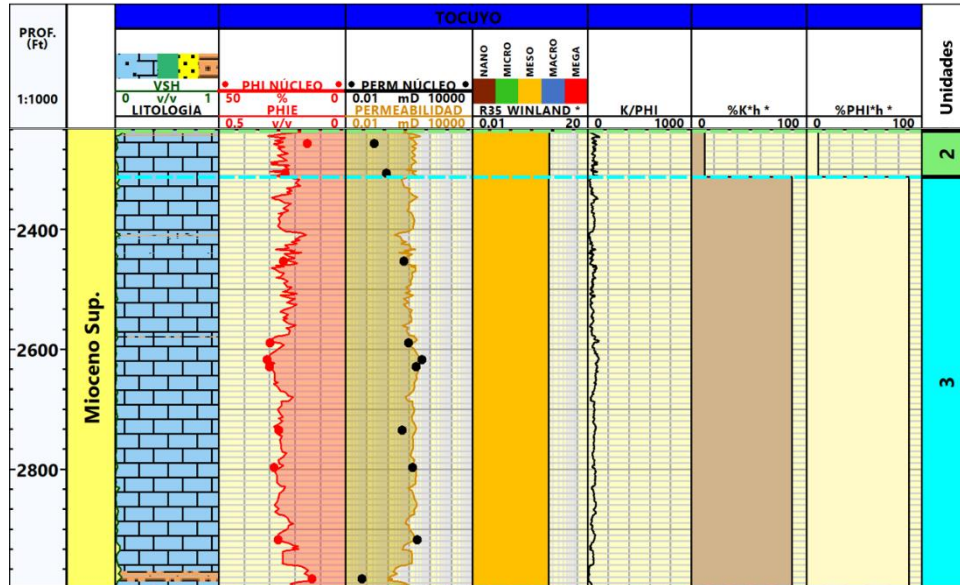 TOCUYO
PROF.
(Ft)
1:1000
VSH
0 v/v 1
LITOLOGÍA
PHI NÚCLEO
50 % 0
PHIE
0,5 v/v 0
PERM NÚCLEO
0.01 mD 10000
PERMEABILIDAD
0.01 mD 10000
NANO
MICRO
MESO
MACRO
MEGA
R35 WINLAND *
0.01 20
K/PHI
0 1000
%K*h *
0 100
%PHI*h *
0 100
Unidades
Mioceno Sup.
2400
2600
2800
2
3